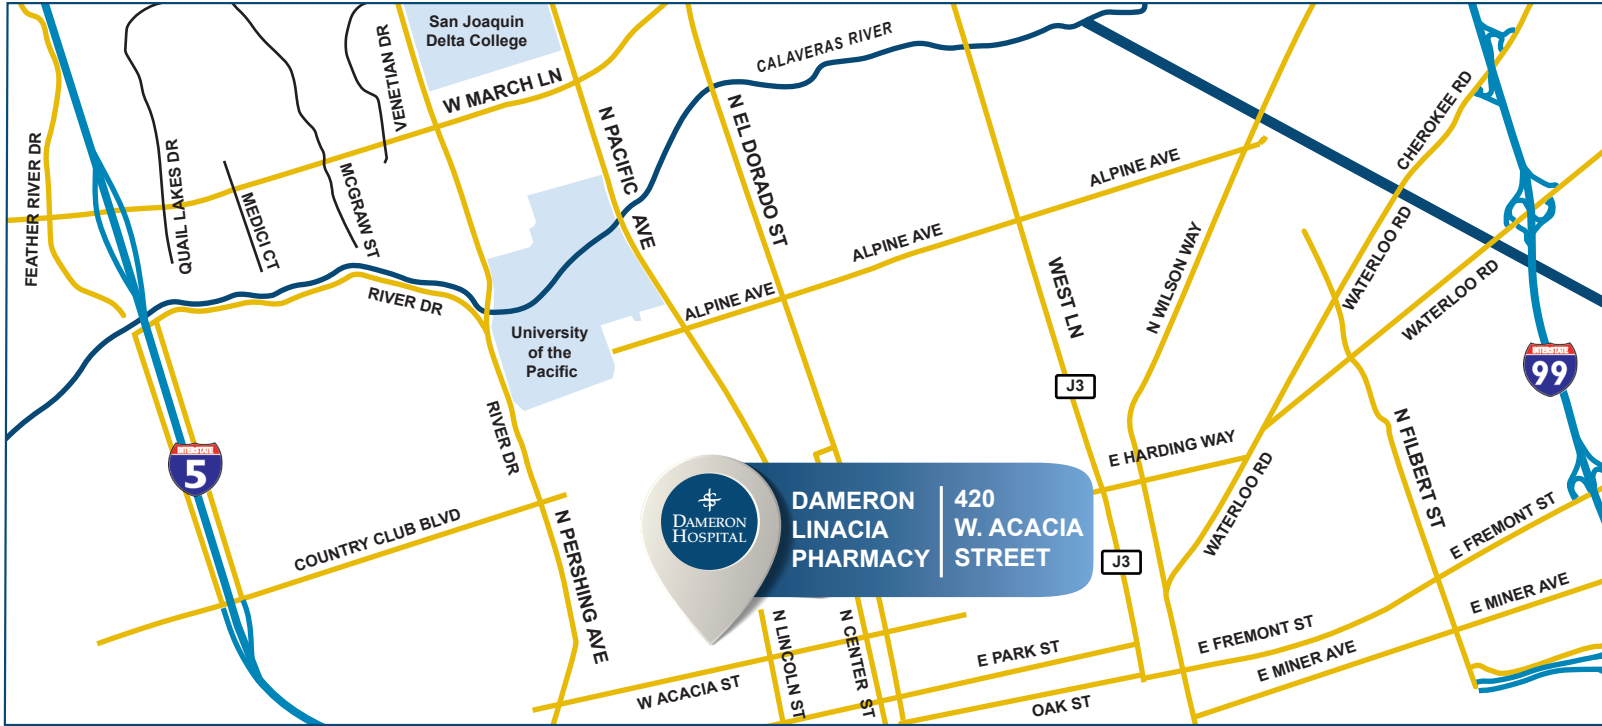 San Joaquin
Delta College
VENETIAN DR
W MARCH LN
CALAVERAS RIVER
N PACIFIC
AVE
N EL DORADO ST
CHEROKEE RD
FEATHER RIVER DR
QUAIL LAKES DR
MEDICI CT
MCGRAW ST
ALPINE AVE
ALPINE AVE
ALPINE AVE
WATERLOO RD
WATERLOO RD
N WILSON WAY
WEST LN
RIVER DR
University
of the
Pacific
INTERSTATE
99
J3
RIVER DR
E HARDING WAY
N FILBERT ST
WATERLOO RD
INTERSTATE
5
COUNTRY CLUB BLVD
N PERSHING AVE
DAMERON
HOSPITAL
DAMERON
LINACIA
PHARMACY
420
W. ACACIA
STREET
J3
E FREMONT ST
E MINER AVE
N LINCOLN ST
N CENTER ST
E FREMONT ST
E PARK ST
E MINER AVE
W ACACIA ST
OAK ST